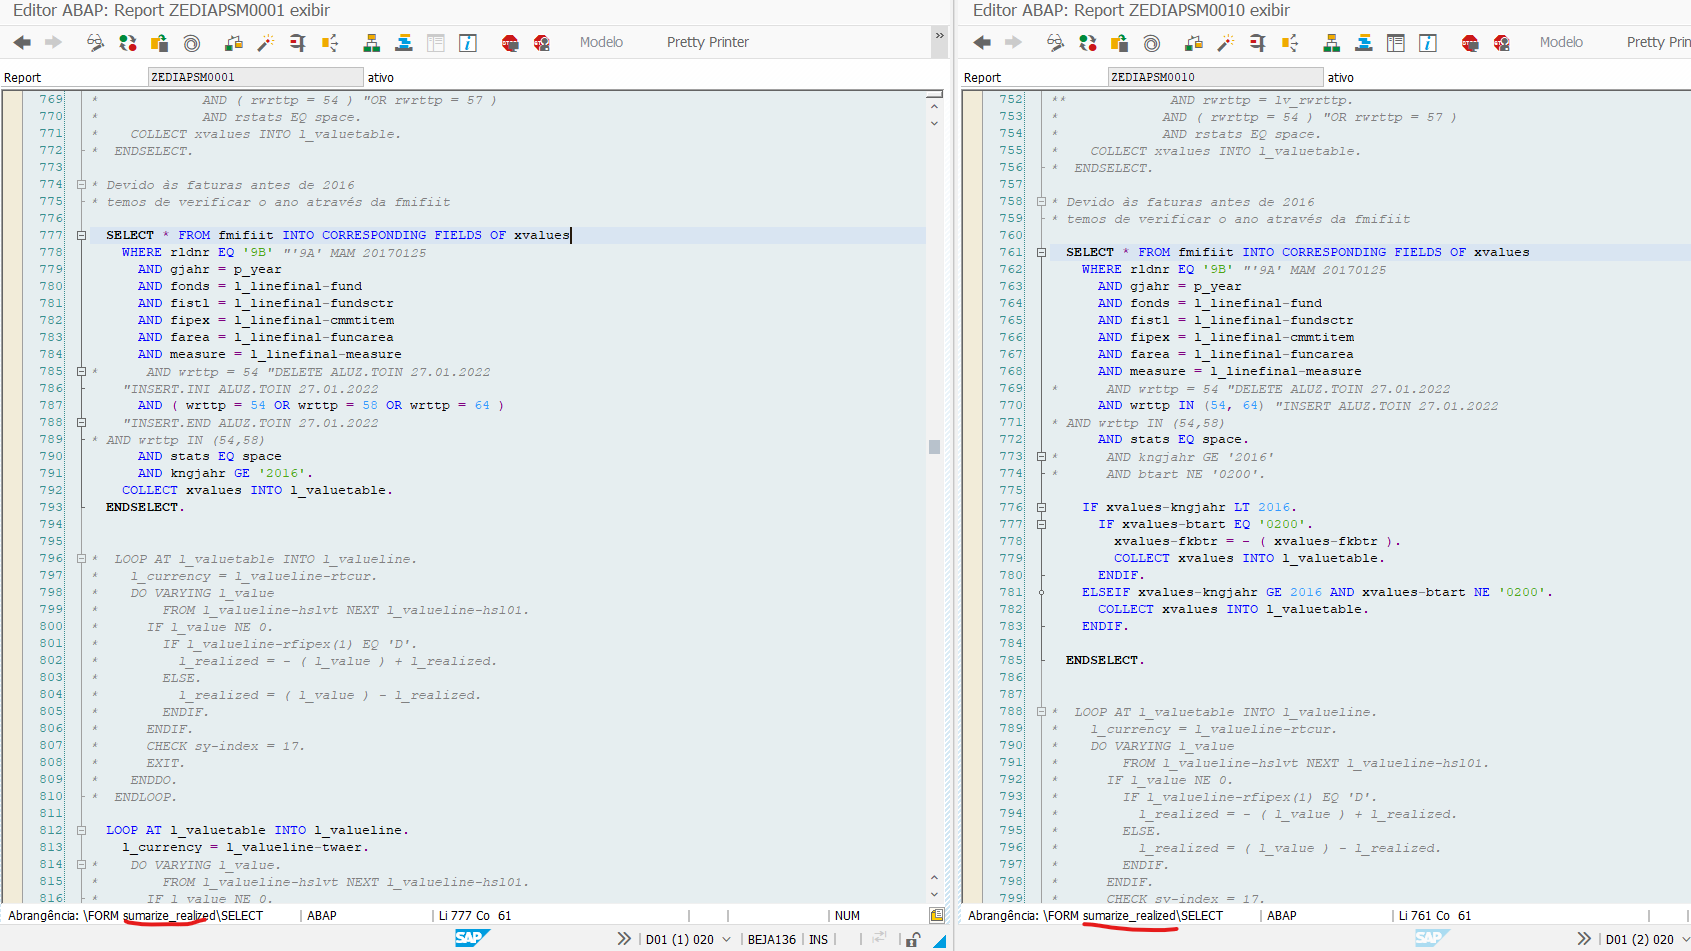 Editor ABAP: Report ZEDIAPSM0001 exibir
Modelo
Pretty Printer
Report
ZEDIAPSM0001
ativo
769 * AND ( rwrttp = 54 ) "OR rwrttp = 57 )
770 * AND rstats EQ space.
771 * COLLECT xvalues INTO l_valuetable.
772 * ENDSELECT.
773
774 * Devido às faturas antes de 2016
775 * temos de verificar o ano através da fmifiit
776
777 SELECT * FROM fmifiit INTO CORRESPONDING FIELDS OF xvalues
778 WHERE rldnr EQ '9B' "'9A' MAM 20170125
779 AND gjahr = p_year
780 AND fonds = l_linefinal-fund
781 AND fistl = l_linefinal-fundsctr
782 AND fipex = l_linefinal-cmmtitem
783 AND farea = l_linefinal-funcarea
784 AND measure = l_linefinal-measure
785 * AND wrttp = 54 "DELETE ALUZ.TOIN 27.01.2022
786 "INSERT.INI ALUZ.TOIN 27.01.2022
787 AND ( wrttp = 54 OR wrttp = 58 OR wrttp = 64 )
788 "INSERT.END ALUZ.TOIN 27.01.2022
789 * AND wrttp IN (54,58)
790 AND stats EQ space
791 AND kngjahr GE '2016'.
792 COLLECT xvalues INTO l_valuetable.
793 ENDSELECT.
794
795
796 * LOOP AT l_valuetable INTO l_valueline.
797 * l_currency = l_valueline-rtcur.
798 * DO VARYING l_value
799 * FROM l_valueline-hslvt NEXT l_valueline-hsl01.
800 * IF l_value NE 0.
801 * IF l_valueline-rfipex(1) EQ 'D'.
802 * l_realized = - ( l_value ) + l_realized.
803 * ELSE.
804 * l_realized = ( l_value ) - l_realized.
805 * ENDIF.
806 * ENDIF.
807 * CHECK sy-index = 17.
808 * EXIT.
809 * ENDDO.
810 * ENDLOOP.
811
812 LOOP AT l_valuetable INTO l_valueline.
813 l_currency = l_valueline-twaer.
814 * DO VARYING l_value.
815 * FROM l_valueline-hslvt NEXT l_valueline-hsl01.
816 * IF l_value NE 0.
Abrangência: \FORM sumarize_realized\SELECT
ABAP
Li 777 Co 61
NUM
SAP
D01 (1) 020
BEJA136
INS
Editor ABAP: Report ZEDIAPSM0010 exibir
Modelo
Pretty Prin
Report
ZEDIAPSM0010
ativo
752 ** AND rwrttp = lv_rwrttp.
753 * AND ( rwrttp = 54 ) "OR rwrttp = 57 )
754 * AND rstats EQ space.
755 * COLLECT xvalues INTO l_valuetable.
756 * ENDSELECT.
757
758 * Devido às faturas antes de 2016
759 * temos de verificar o ano através da fmifiit
760
761 SELECT * FROM fmifiit INTO CORRESPONDING FIELDS OF xvalues
762 WHERE rldnr EQ '9B' "'9A' MAM 20170125
763 AND gjahr = p_year
764 AND fonds = l_linefinal-fund
765 AND fistl = l_linefinal-fundsctr
766 AND fipex = l_linefinal-cmmtitem
767 AND farea = l_linefinal-funcarea
768 AND measure = l_linefinal-measure
769 * AND wrttp = 54 "DELETE ALUZ.TOIN 27.01.2022
770 AND wrttp IN (54, 64) "INSERT ALUZ.TOIN 27.01.2022
771 * AND wrttp IN (54,58)
772 AND stats EQ space.
773 * AND kngjahr GE '2016'
774 * AND btart NE '0200'.
775
776 IF xvalues-kngjahr LT 2016.
777 IF xvalues-btart EQ '0200'.
778 xvalues-fkbtr = - ( xvalues-fkbtr ).
779 COLLECT xvalues INTO l_valuetable.
780 ENDIF.
781 ELSEIF xvalues-kngjahr GE 2016 AND xvalues-btart NE '0200'.
782 COLLECT xvalues INTO l_valuetable.
783 ENDIF.
784
785 ENDSELECT.
786
787
788 * LOOP AT l_valuetable INTO l_valueline.
789 * l_currency = l_valueline-rtcur.
790 * DO VARYING l_value
791 * FROM l_valueline-hslvt NEXT l_valueline-hsl01.
792 * IF l_value NE 0.
793 * IF l_valueline-rfipex(1) EQ 'D'.
794 * l_realized = - ( l_value ) + l_realized.
795 * ELSE.
796 * l_realized = ( l_value ) - l_realized.
797 * ENDIF.
798 * ENDIF.
799 * CHECK sy-index = 17.
Abrangência: \FORM sumarize_realized\SELECT
ABAP
Li 761 Co 61
SAP
D01 (2) 020